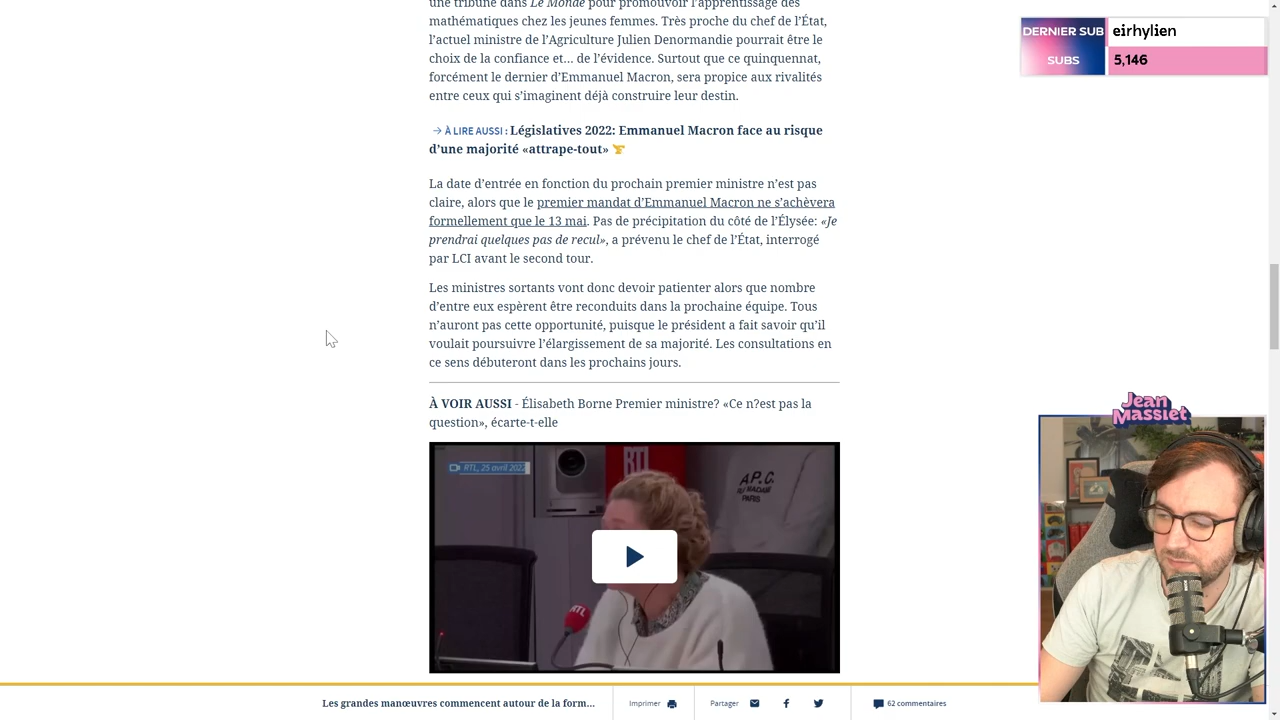 une tribune dans Le Monde pour promouvoir l'apprentissage des
mathématiques chez les jeunes femmes. Très proche du chef de l'État,
l'actuel ministre de l'Agriculture Julien Denormandie pourrait être le
choix de la confiance et… de l'évidence. Surtout que ce quinquennat,
forcément le dernier d'Emmanuel Macron, sera propice aux rivalités
entre ceux qui s'imaginent déjà construire leur destin.
→ À LIRE AUSSI : Législatives 2022: Emmanuel Macron face au risque
d'une majorité «attrape-tout»
La date d'entrée en fonction du prochain premier ministre n'est pas
claire, alors que le premier mandat d'Emmanuel Macron ne s'achèvera
formellement que le 13 mai. Pas de précipitation du côté de l'Élysée: «Je
prendrai quelques pas de recul», a prévenu le chef de l'État, interrogé
par LCI avant le second tour.
Les ministres sortants vont donc devoir patienter alors que nombre
d'entre eux espèrent être reconduits dans la prochaine équipe. Tous
n'auront pas cette opportunité, puisque le président a fait savoir qu'il
voulait poursuivre l'élargissement de sa majorité. Les consultations en
ce sens débuteront dans les prochains jours.
À VOIR AUSSI - Élisabeth Borne Premier ministre? «Ce n?est pas la
question», écarte-t-elle
RTL, 25 avril 2022
RTL
A.P.C.
RUE MADAME
PARIS
RTL
Les grandes manœuvres commencent autour de la form...
Imprimer
Partager
62 commentaires
DERNIER SUB
eirhylien
SUBS
5,146
Jean
Massiet